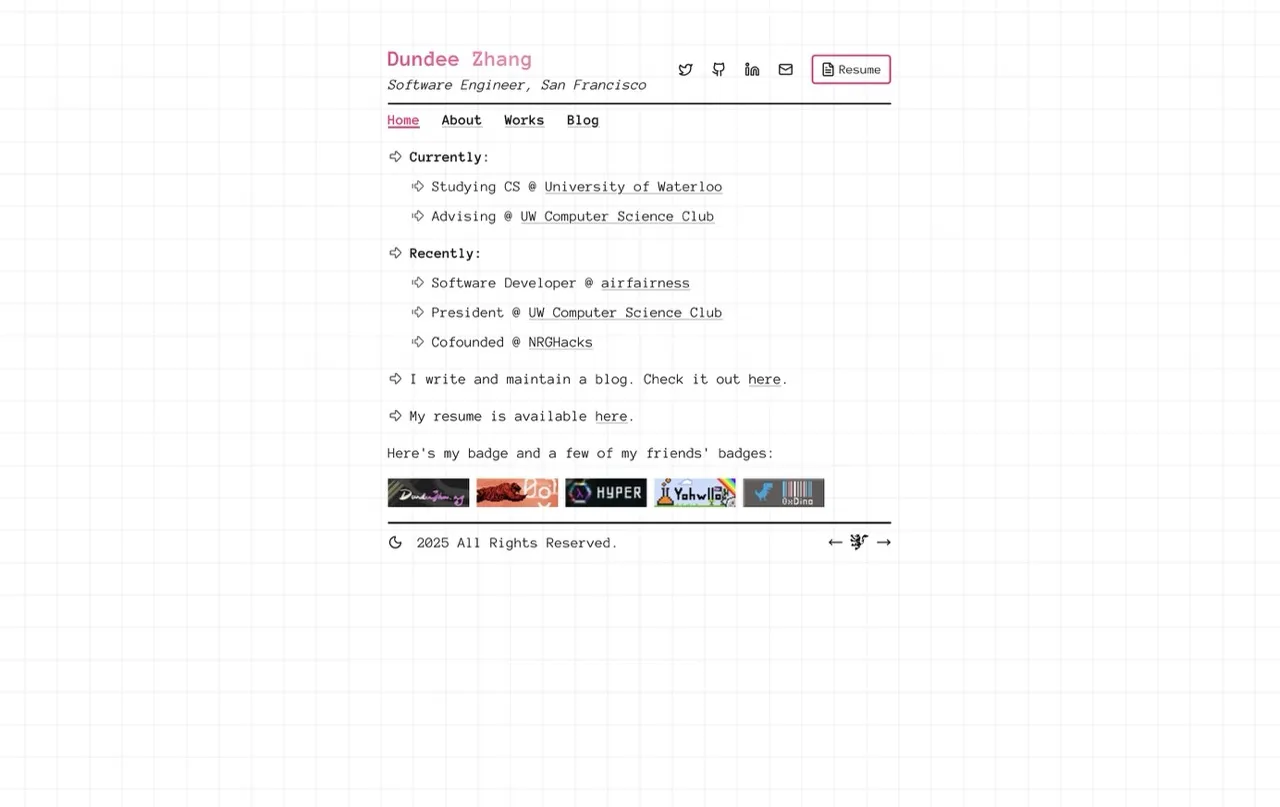 Dundee Zhang
Software Engineer, San Francisco
Resume
Home About Works Blog
Currently:
Studying CS @ University of Waterloo
Advising @ UW Computer Science Club
Recently:
Software Developer @ airfairness
President @ UW Computer Science Club
Cofounded @ NRGHacks
I write and maintain a blog. Check it out here.
My resume is available here.
Here's my badge and a few of my friends' badges:
HYPER
0xDino
2025 All Rights Reserved.
← →